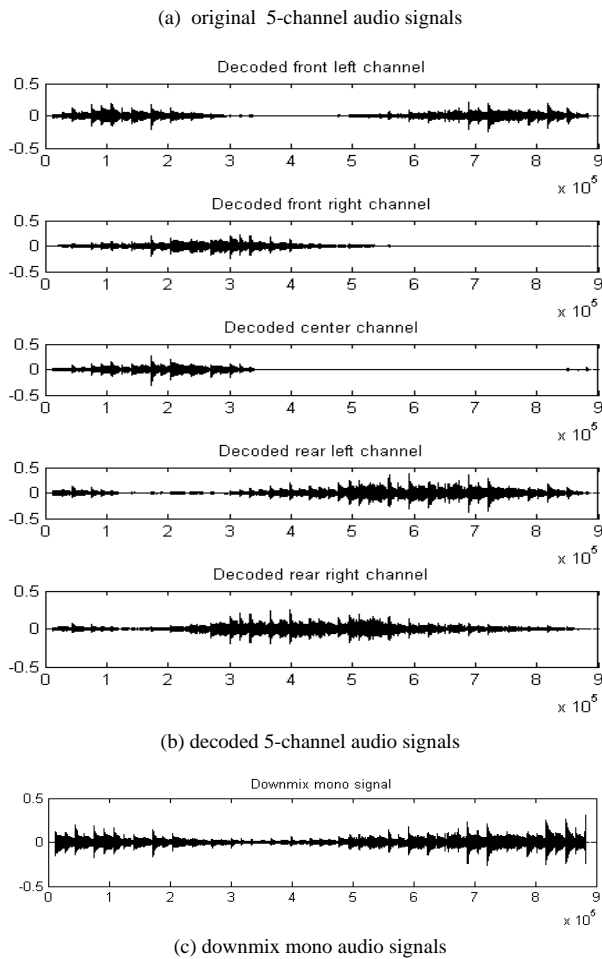 (a) original 5-channel audio signals
Decoded front left channel
0.5
0
-0.5
0 1 2 3 4 5 6 7 8 9
x 10^5
Decoded front right channel
0.5
0
-0.5
0 1 2 3 4 5 6 7 8 9
x 10^5
Decoded center channel
0.5
0
-0.5
0 1 2 3 4 5 6 7 8 9
x 10^5
Decoded rear left channel
0.5
0
-0.5
0 1 2 3 4 5 6 7 8 9
x 10^5
Decoded rear right channel
0.5
0
-0.5
0 1 2 3 4 5 6 7 8 9
x 10^5
(b) decoded 5-channel audio signals
Downmix mono signal
0.5
0
-0.5
0 1 2 3 4 5 6 7 8 9
x 10^5
(c) downmix mono audio signals